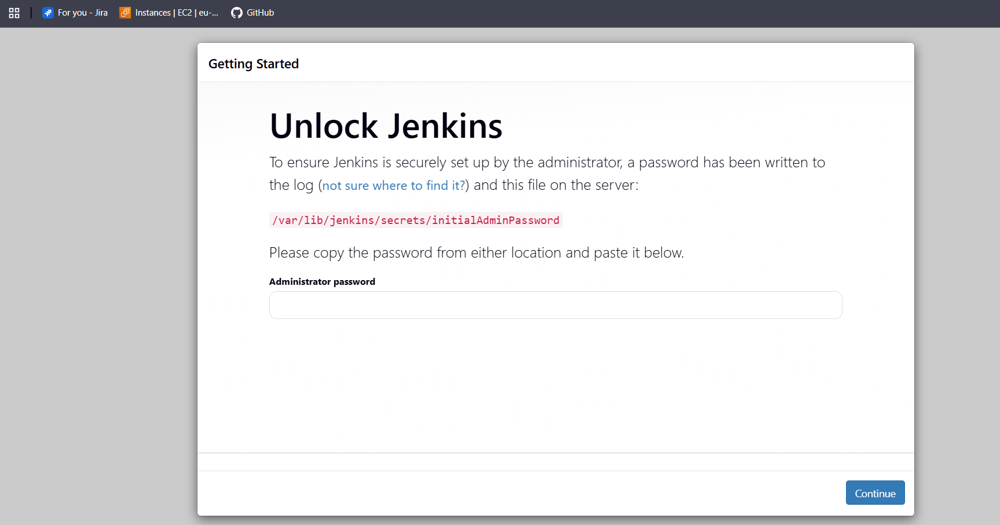 For you - Jira
Instances | EC2 | eu-...
GitHub
Getting Started
Unlock Jenkins
To ensure Jenkins is securely set up by the administrator, a password has been written to
the log (not sure where to find it?) and this file on the server:
/var/lib/jenkins/secrets/initialAdminPassword
Please copy the password from either location and paste it below.
Administrator password
Continue